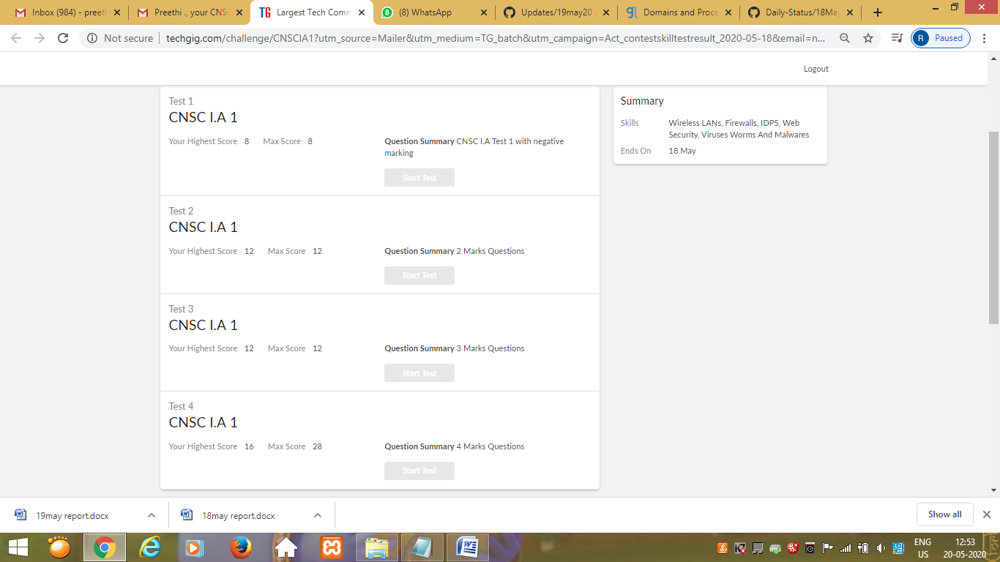 Inbox (984) - preeth
Preethi ., your CNSC
TG Largest Tech Comm
8 (8) WhatsApp
Updates/19may20 a
gl Domains and Proce
Daily-Status/18May
Not secure techgig.com/challenge/CNSCIA1?utm_source=Mailer&utm_medium=TG_batch&utm_campaign=Act_contestskilltestresult_2020-05-18&email=n...
R Paused
Logout
Test 1
CNSC I.A 1
Your Highest Score 8 Max Score 8
Question Summary CNSC I.A Test 1 with negative
marking
Start Test
Test 2
CNSC I.A 1
Your Highest Score 12 Max Score 12
Question Summary 2 Marks Questions
Start Test
Test 3
CNSC I.A 1
Your Highest Score 12 Max Score 12
Question Summary 3 Marks Questions
Start Test
Test 4
CNSC I.A 1
Your Highest Score 16 Max Score 28
Question Summary 4 Marks Questions
Start Test
Summary
Skills Wireless LANs, Firewalls, IDPS, Web
Security, Viruses Worms And Malwares
Ends On 18 May
19may report.docx
18may report.docx
Show all
ENG
US
12:53
20-05-2020